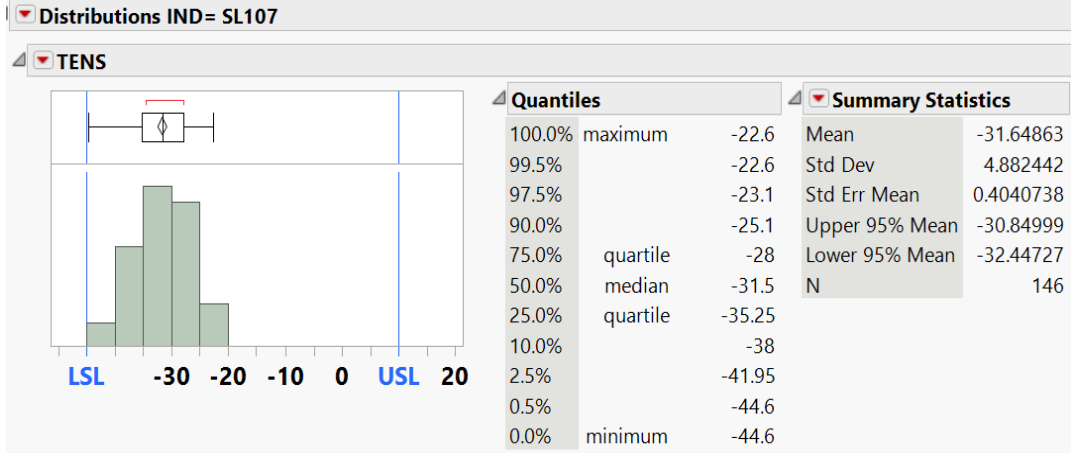 Distributions IND= SL107
TENS
LSL -30 -20 -10 0 USL 20
Quantiles
100.0% maximum -22.6
99.5% -22.6
97.5% -23.1
90.0% -25.1
75.0% quartile -28
50.0% median -31.5
25.0% quartile -35.25
10.0% -38
2.5% -41.95
0.5% -44.6
0.0% minimum -44.6
Summary Statistics
Mean -31.64863
Std Dev 4.882442
Std Err Mean 0.4040738
Upper 95% Mean -30.84999
Lower 95% Mean -32.44727
N 146